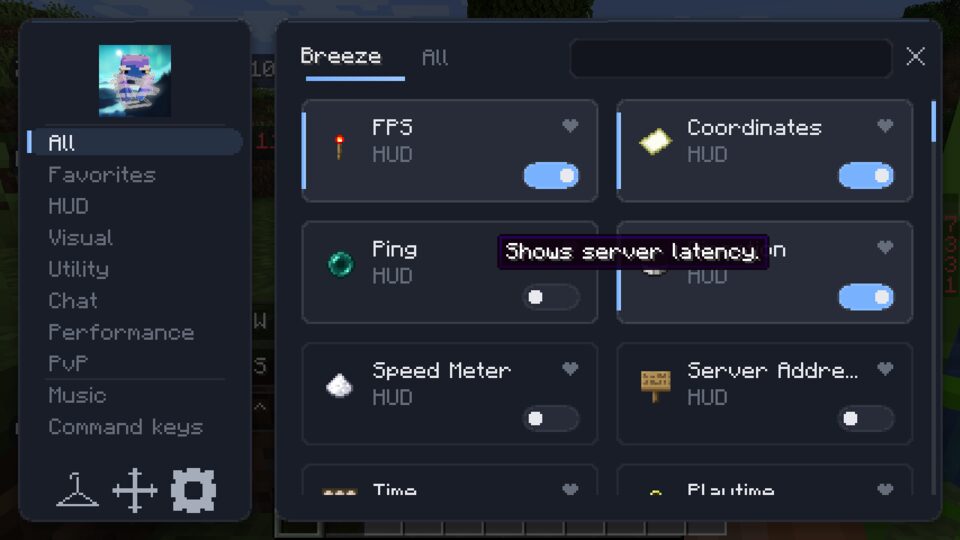 Breeze
All
All
Favorites
HUD
Visual
Utility
Chat
Performance
PvP
Music
Command keys
FPS
HUD
Coordinates
HUD
Ping
HUD
Shows server latency.
HUD
Speed Meter
HUD
Server Addre...
HUD
Time
Playtime
10
W
S